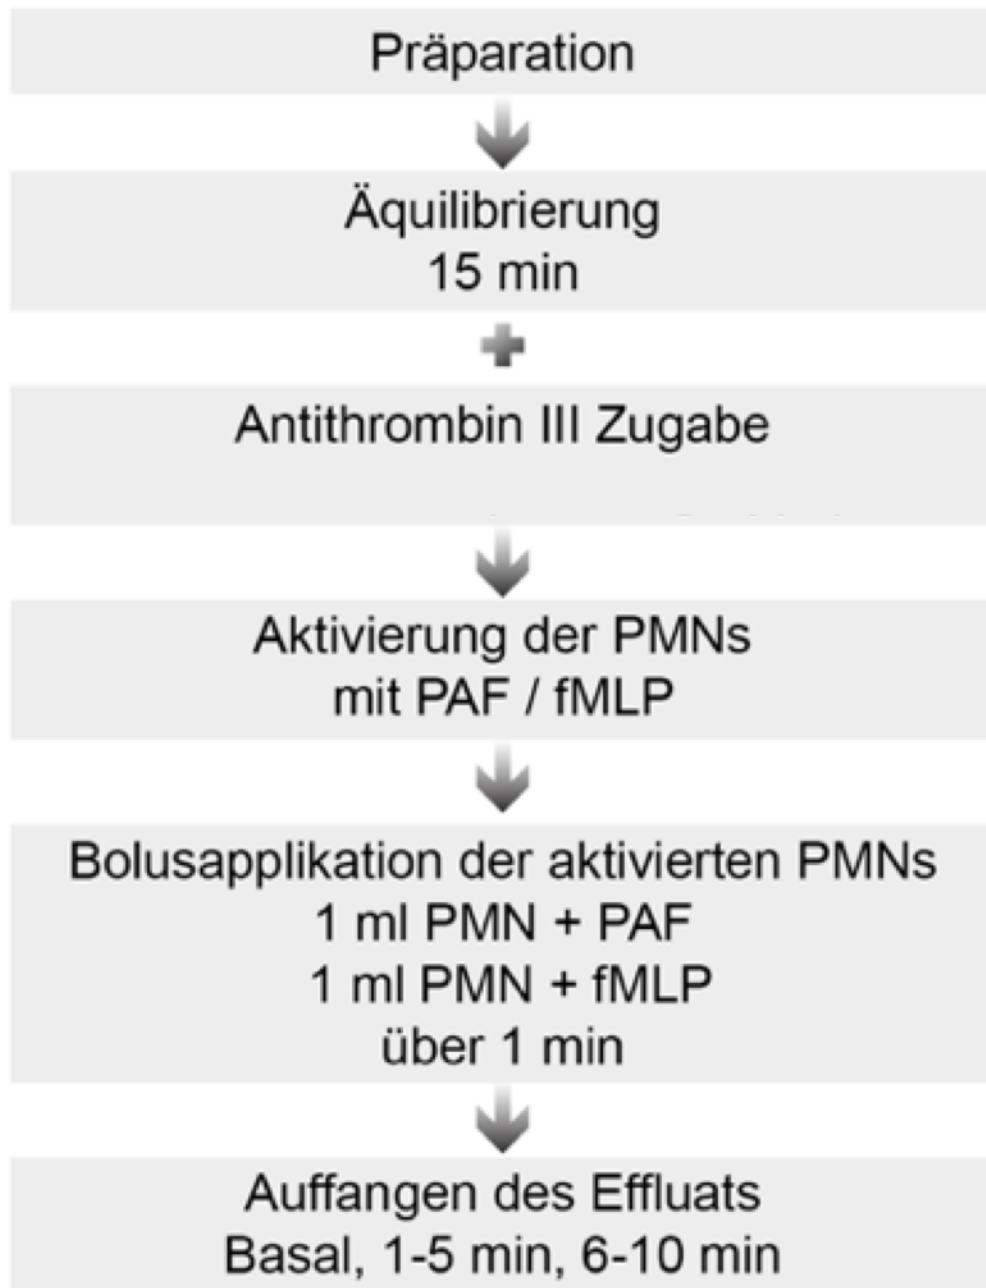 Präparation
Äquilibrierung
15 min
Antithrombin III Zugabe
Aktivierung der PMNs
mit PAF / fMLP
Bolusapplikation der aktivierten PMNs
1 ml PMN + PAF
1 ml PMN + fMLP
über 1 min
Auffangen des Effluats
Basal, 1-5 min, 6-10 min